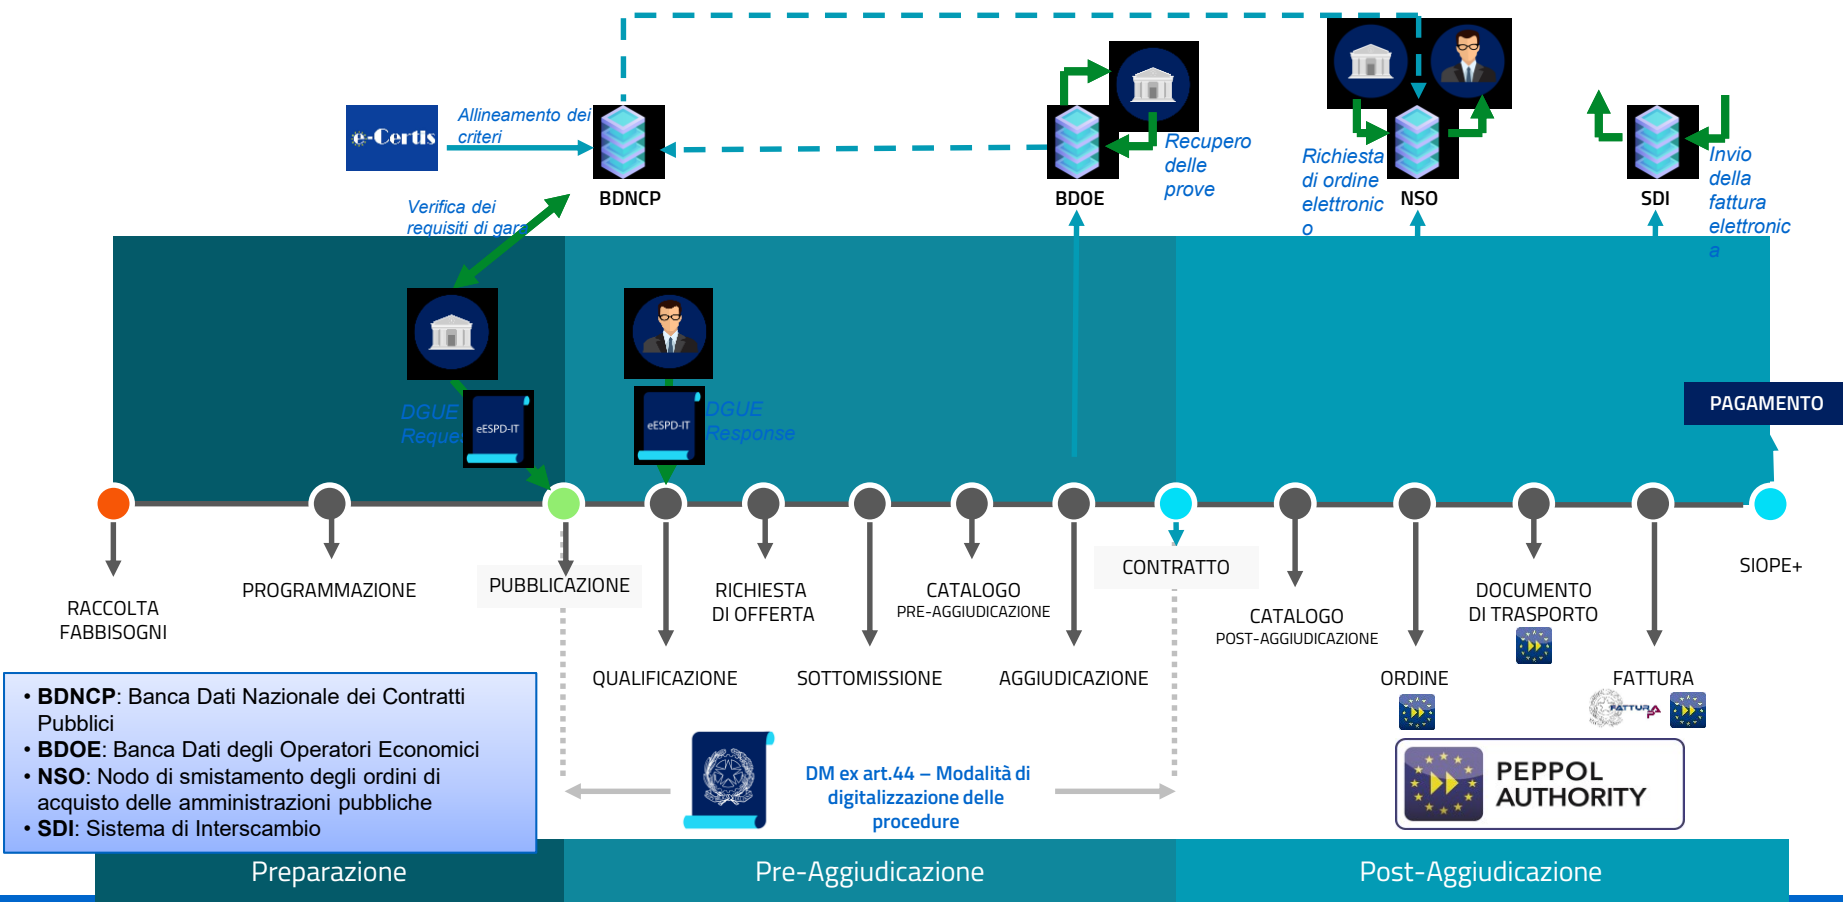 e-Certis
Allineamento dei
criteri
BDNCP
BDOE
Recupero
delle
prove
Richiesta
di ordine
elettronic
o
NSO
SDI
Invio
della
fattura
elettronic
a
Verifica dei
requisiti di gara
DGUE
Reques
eESPD-IT
eESPD-IT
DGUE
Response
PAGAMENTO
RACCOLTA
FABBISOGNI
PROGRAMMAZIONE
PUBBLICAZIONE
QUALIFICAZIONE
RICHIESTA
DI OFFERTA
SOTTOMISSIONE
CATALOGO
PRE-AGGIUDICAZIONE
AGGIUDICAZIONE
CONTRATTO
CATALOGO
POST-AGGIUDICAZIONE
ORDINE
DOCUMENTO
DI TRASPORTO
FATTURA
FATTURAPA
SIOPE+
• BDNCP: Banca Dati Nazionale dei Contratti
Pubblici
• BDOE: Banca Dati degli Operatori Economici
• NSO: Nodo di smistamento degli ordini di
acquisto delle amministrazioni pubbliche
• SDI: Sistema di Interscambio
DM ex art.44 – Modalità di
digitalizzazione delle
procedure
PEPPOL
AUTHORITY
Preparazione
Pre-Aggiudicazione
Post-Aggiudicazione